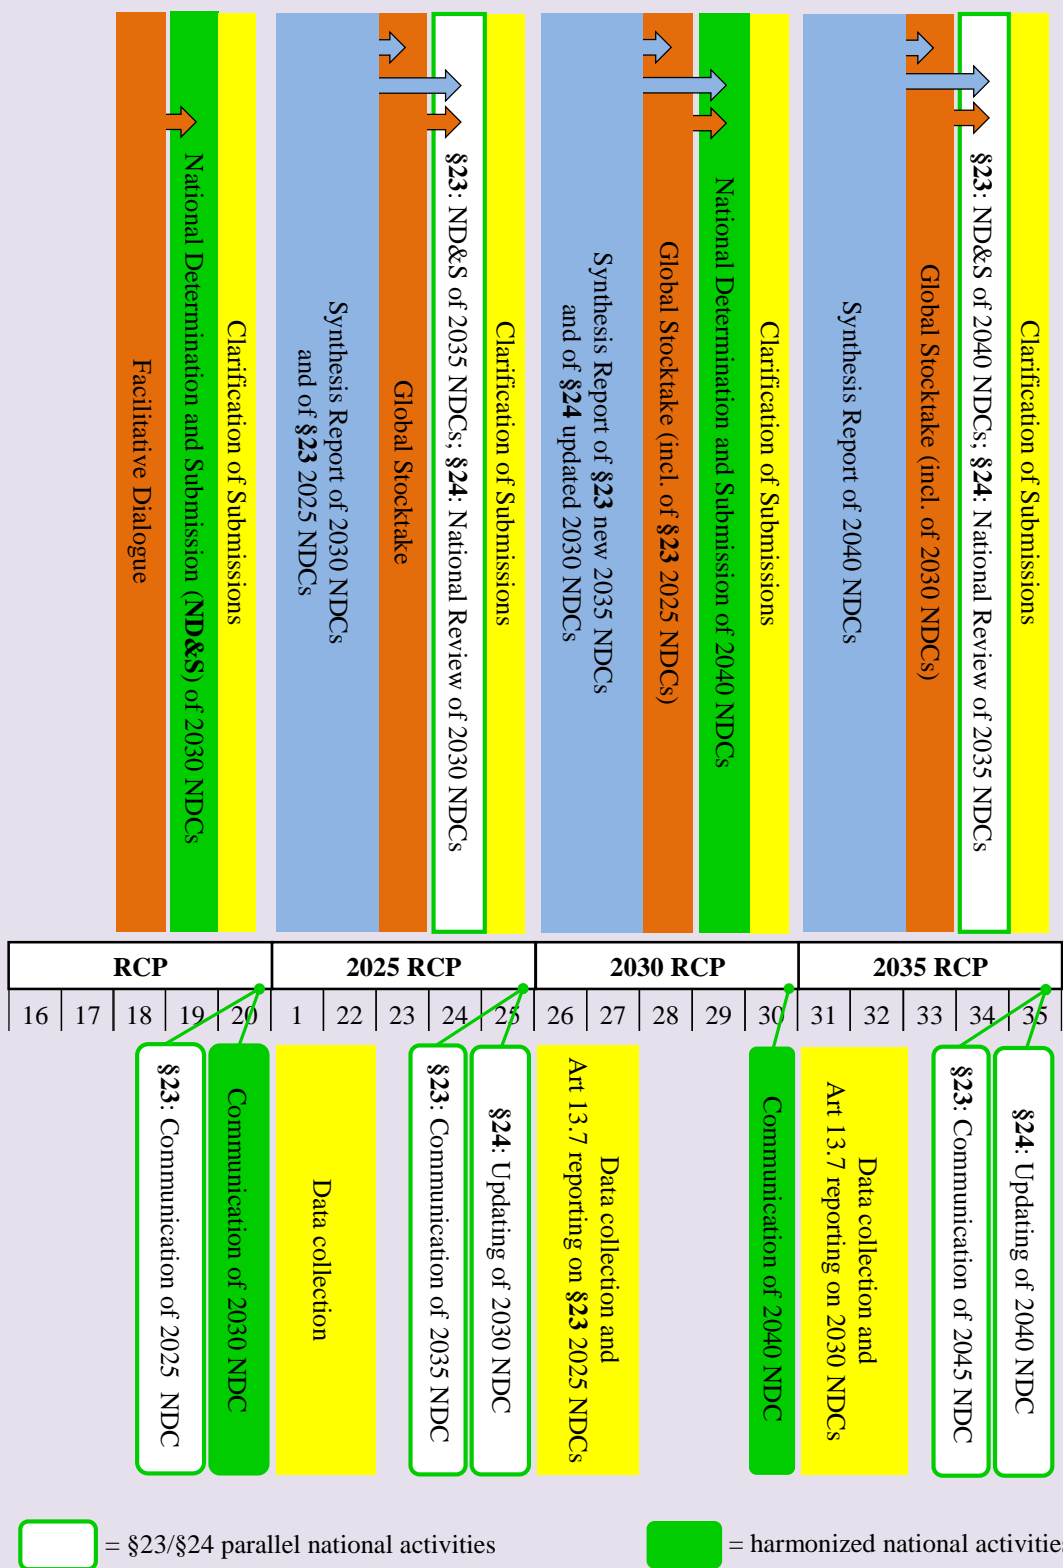 Facilitative Dialogue
National Determination and Submission (ND&S) of 2030 NDCs
Clarification of Submissions
Synthesis Report of 2030 NDCs
and of §23 2025 NDCs
Global Stocktake
§23: ND&S of 2035 NDCs; §24: National Review of 2030 NDCs
Clarification of Submissions
Synthesis Report of §23 new 2035 NDCs
and of §24 updated 2030 NDCs
Global Stocktake (incl. of §23 2025 NDCs)
National Determination and Submission of 2040 NDCs
Clarification of Submissions
Synthesis Report of 2040 NDCs
Global Stocktake (incl. of 2030 NDCs)
§23: ND&S of 2040 NDCs; §24: National Review of 2035 NDCs
Clarification of Submissions
RCP 2025 RCP 2030 RCP 2035 RCP
16 17 18 19 20 1 22 23 24 25 26 27 28 29 30 31 32 33 34 35
§23: Communication of 2025 NDC
Communication of 2030 NDC
Data collection
§23: Communication of 2035 NDC
§24: Updating of 2030 NDC
Data collection and
Art 13.7 reporting on §23 2025 NDCs
Communication of 2040 NDC
Data collection and
Art 13.7 reporting on 2030 NDCs
§23: Communication of 2045 NDC
§24: Updating of 2040 NDC
= §23/§24 parallel national activities
= harmonized national activitie